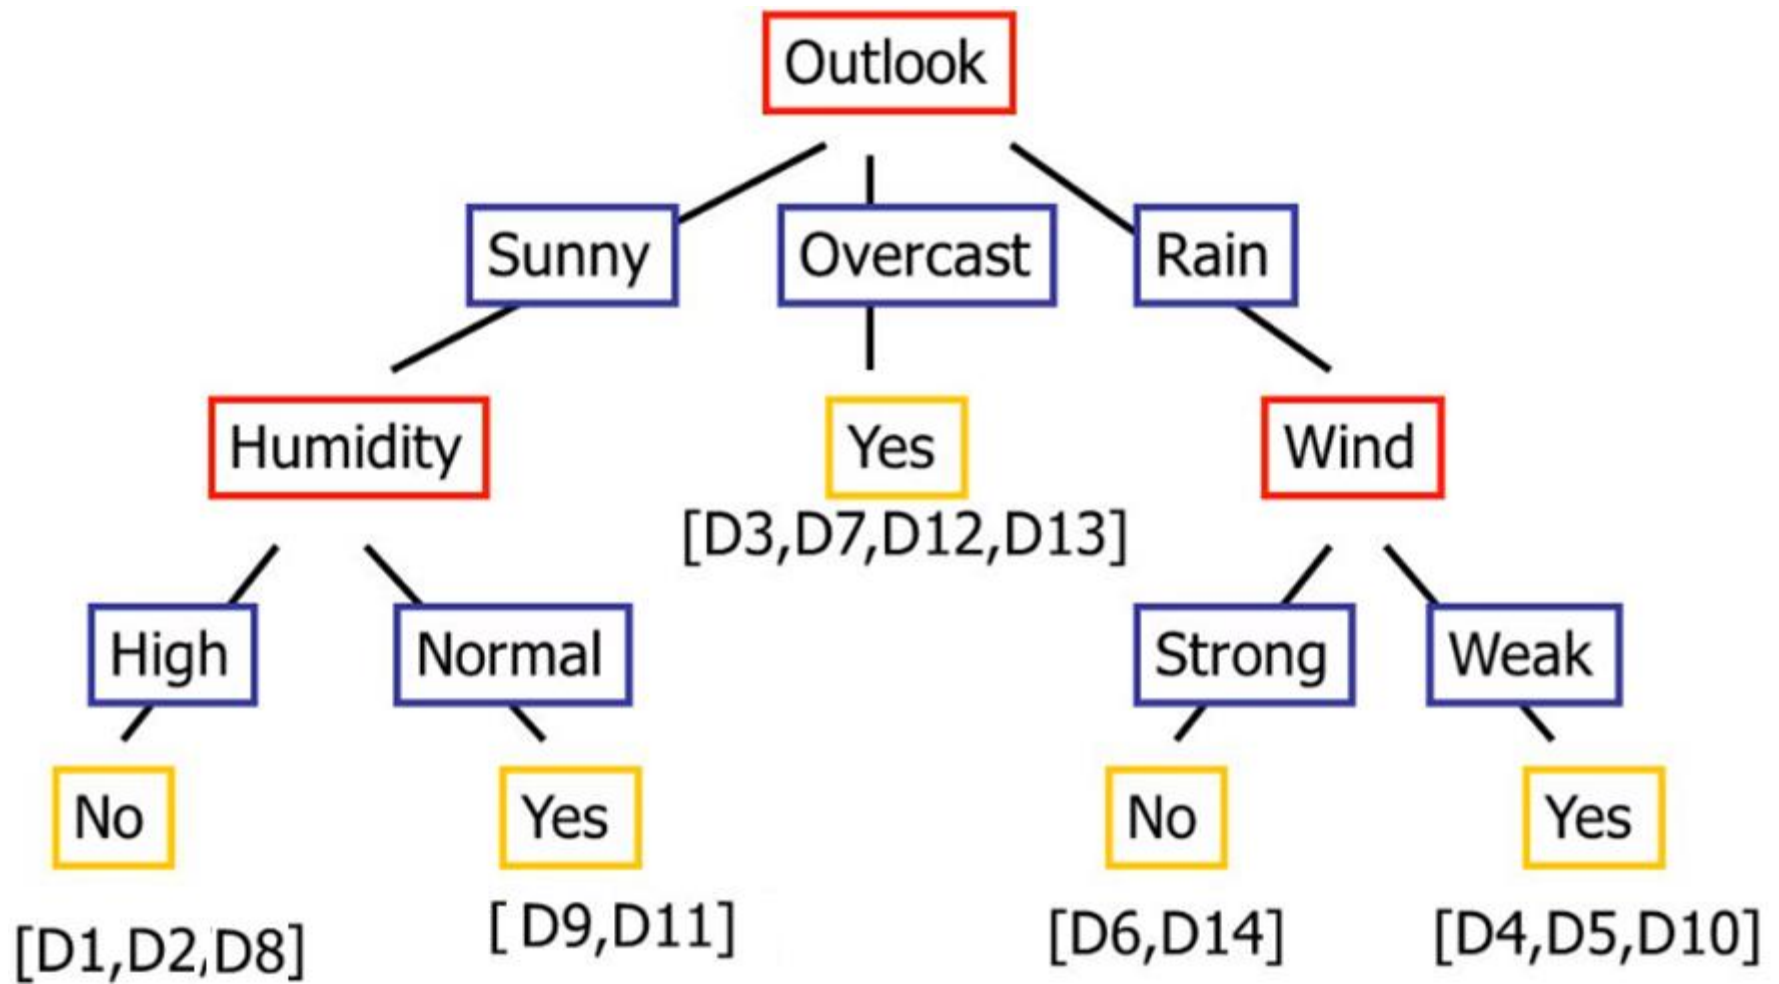 Outlook
Sunny
Overcast
Rain
Humidity
Yes
Wind
[D3,D7,D12,D13]
High
Normal
Strong
Weak
No
Yes
No
Yes
[D1,D2,D8]
[ D9,D11]
[D6,D14]
[D4,D5,D10]